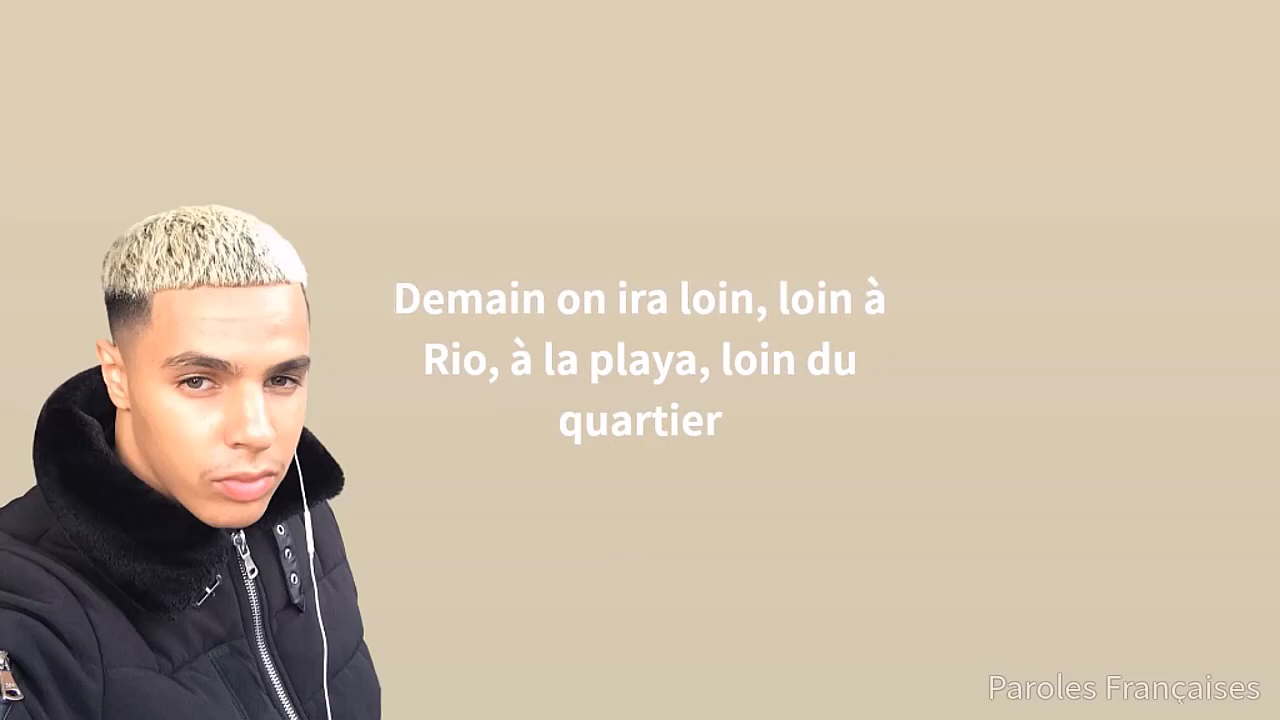 Demain on ira loin, loin à
Rio, à la playa, loin du
quartier
Paroles Françaises